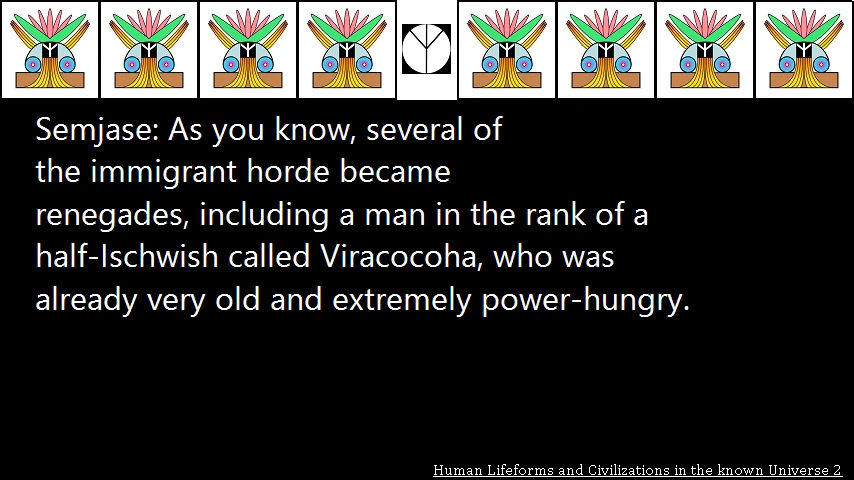 Semjase: As you know, several of
the immigrant horde became
renegades, including a man in the rank of a
half-Ischwish called Viracocoha, who was
already very old and extremely power-hungry.
Human Lifeforms and Civilizations in the known Universe 2